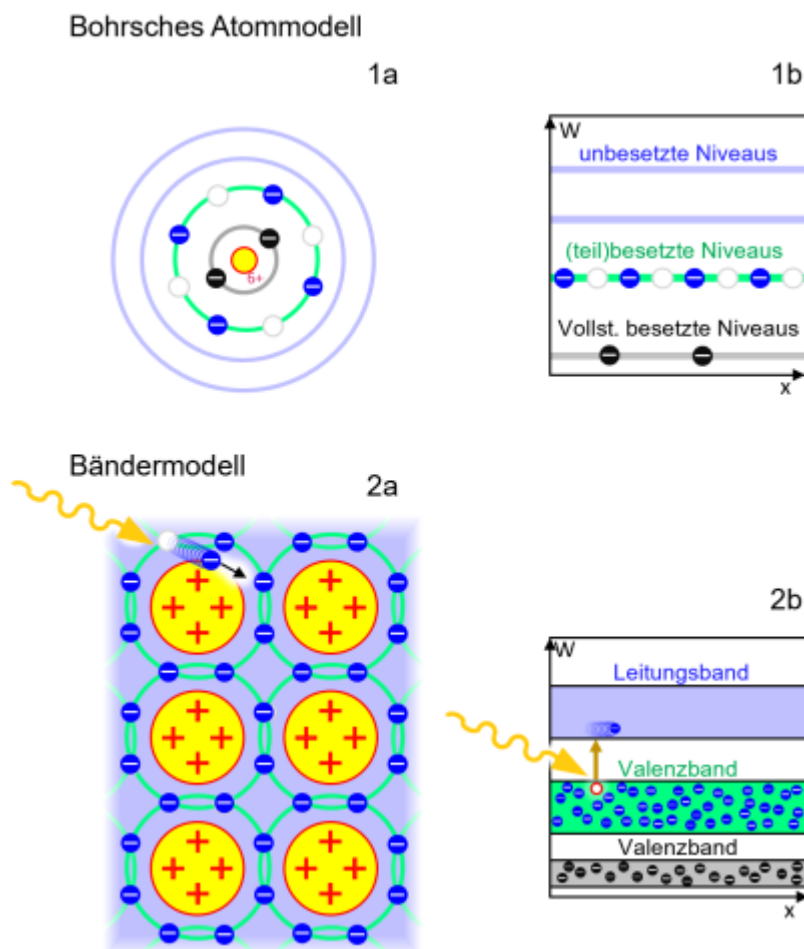 Bohrsches Atommodell
1a
1b
6+
W
unbesetzte Niveaus
(teil)besetzte Niveaus
Vollst. besetzte Niveaus
x
Bändermodell
2a
2b
W
Leitungsband
Valenzband
Valenzband
x